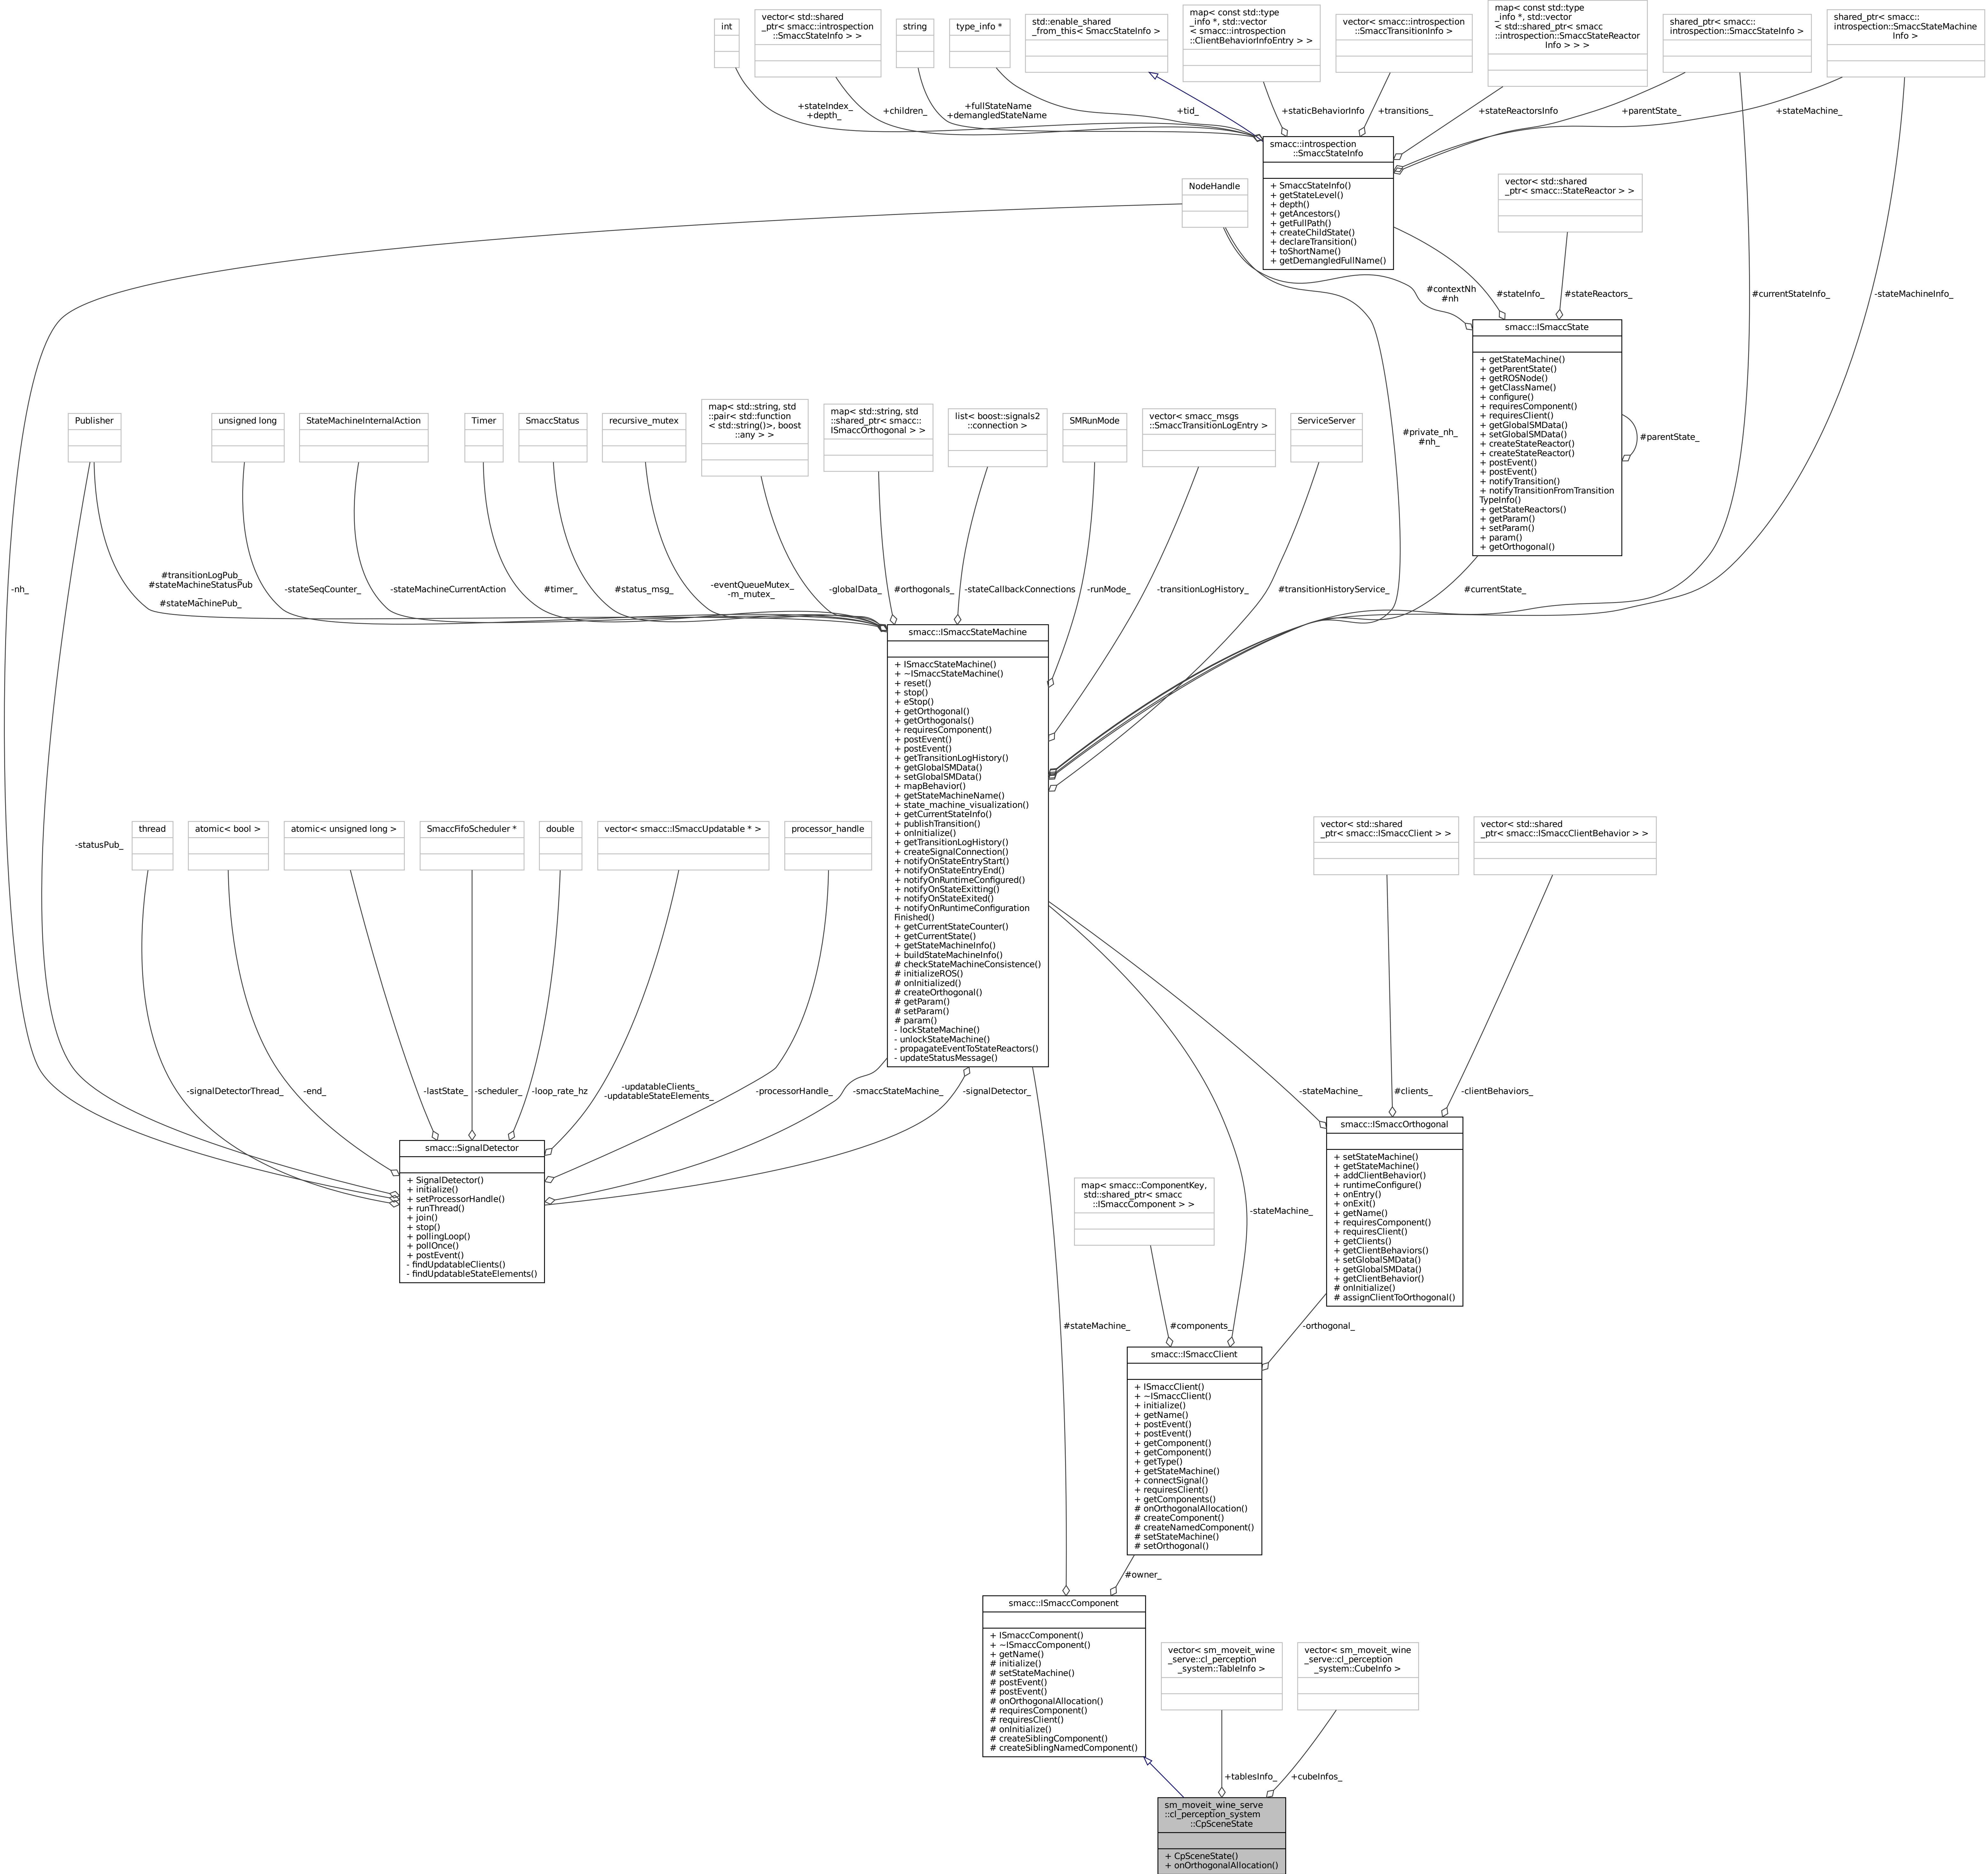 int
vector< std::shared
_ptr< smacc::introspection
::SmaccStateInfo > >
string
type_info *
std::enable_shared
_from_this< SmaccStateInfo >
map< const std::type
_info *, std::vector
< smacc::introspection
::ClientBehaviorInfoEntry > >
vector< smacc::introspection
::SmaccTransitionInfo >
map< const std::type
_info *, std::vector
< std::shared_ptr< smacc
::introspection::SmaccStateReactor
Info > > >
shared_ptr< smacc::
introspection::SmaccStateInfo >
shared_ptr< smacc::
introspection::SmaccStateMachine
Info >
+stateIndex_
+depth_
+children_
+fullStateName
+demangledStateName
+tid_
+staticBehaviorInfo
+transitions_
+stateReactorsInfo
+parentState_
+stateMachine_
smacc::introspection
::SmaccStateInfo
+ SmaccStateInfo()
+ getStateLevel()
+ depth()
+ getAncestors()
+ getFullPath()
+ createChildState()
+ declareTransition()
+ toShortName()
+ getDemangledFullName()
NodeHandle
vector< std::shared
_ptr< smacc::StateReactor > >
#contextNh
#nh
#stateInfo_
#stateReactors_
#currentStateInfo_
-stateMachineInfo_
smacc::ISmaccState
+ getStateMachine()
+ getParentState()
+ getROSNode()
+ getClassName()
+ configure()
+ requiresComponent()
+ requiresClient()
+ getGlobalSMData()
+ setGlobalSMData()
+ createStateReactor()
+ createStateReactor()
+ postEvent()
+ postEvent()
+ notifyTransition()
+ notifyTransitionFromTransition
TypeInfo()
+ getStateReactors()
+ getParam()
+ setParam()
+ param()
+ getOrthogonal()
#parentState_
Publisher
unsigned long
StateMachineInternalAction
Timer
SmaccStatus
recursive_mutex
map< std::string, std
::pair< std::function
< std::string()>, boost
::any > >
map< std::string, std
::shared_ptr< smacc::
ISmaccOrthogonal > >
list< boost::signals2
::connection >
SMRunMode
vector< smacc_msgs
::SmaccTransitionLogEntry >
ServiceServer
#private_nh_
#nh_
-nh_
#transitionLogPub_
#stateMachineStatusPub
_
#stateMachinePub_
-stateSeqCounter_
-stateMachineCurrentAction
#timer_
#status_msg_
-eventQueueMutex_
-m_mutex_
-globalData_
#orthogonals_
-stateCallbackConnections
-runMode_
-transitionLogHistory_
#transitionHistoryService_
#currentState_
smacc::ISmaccStateMachine
+ ISmaccStateMachine()
+ ~ISmaccStateMachine()
+ reset()
+ stop()
+ eStop()
+ getOrthogonal()
+ getOrthogonals()
+ requiresComponent()
+ postEvent()
+ postEvent()
+ getTransitionLogHistory()
+ getGlobalSMData()
+ setGlobalSMData()
+ mapBehavior()
+ getStateMachineName()
+ state_machine_visualization()
+ getCurrentStateInfo()
+ publishTransition()
+ onInitialize()
+ getTransitionLogHistory()
+ createSignalConnection()
+ notifyOnStateEntryStart()
+ notifyOnStateEntryEnd()
+ notifyOnRuntimeConfigured()
+ notifyOnStateExitting()
+ notifyOnStateExited()
+ notifyOnRuntimeConfiguration
Finished()
+ getCurrentStateCounter()
+ getCurrentState()
+ getStateMachineInfo()
+ buildStateMachineInfo()
# checkStateMachineConsistence()
# initializeROS()
# onInitialized()
# createOrthogonal()
# getParam()
# setParam()
# param()
- lockStateMachine()
- unlockStateMachine()
- propagateEventToStateReactors()
- updateStatusMessage()
-statusPub_
thread
atomic< bool >
atomic< unsigned long >
SmaccFifoScheduler *
double
vector< smacc::ISmaccUpdatable * >
processor_handle
vector< std::shared
_ptr< smacc::ISmaccClient > >
vector< std::shared
_ptr< smacc::ISmaccClientBehavior > >
-signalDetectorThread_
-end_
-lastState_
-scheduler_
-loop_rate_hz
-updatableClients_
-updatableStateElements_
-processorHandle_
-smaccStateMachine_
-signalDetector_
-stateMachine_
#clients_
-clientBehaviors_
smacc::SignalDetector
+ SignalDetector()
+ initialize()
+ setProcessorHandle()
+ runThread()
+ join()
+ stop()
+ pollingLoop()
+ pollOnce()
+ postEvent()
- findUpdatableClients()
- findUpdatableStateElements()
smacc::ISmaccOrthogonal
+ setStateMachine()
+ getStateMachine()
+ addClientBehavior()
+ runtimeConfigure()
+ onEntry()
+ onExit()
+ getName()
+ requiresComponent()
+ requiresClient()
+ getClients()
+ getClientBehaviors()
+ setGlobalSMData()
+ getGlobalSMData()
+ getClientBehavior()
# onInitialize()
# assignClientToOrthogonal()
map< smacc::ComponentKey,
std::shared_ptr< smacc
::ISmaccComponent > >
-stateMachine_
#stateMachine_
#components_
-orthogonal_
smacc::ISmaccClient
+ ISmaccClient()
+ ~ISmaccClient()
+ initialize()
+ getName()
+ postEvent()
+ postEvent()
+ getComponent()
+ getComponent()
+ getType()
+ getStateMachine()
+ connectSignal()
+ requiresClient()
+ getComponents()
# onOrthogonalAllocation()
# createComponent()
# createNamedComponent()
# setStateMachine()
# setOrthogonal()
#owner_
smacc::ISmaccComponent
+ ISmaccComponent()
+ ~ISmaccComponent()
+ getName()
# initialize()
# setStateMachine()
# postEvent()
# postEvent()
# onOrthogonalAllocation()
# requiresComponent()
# requiresClient()
# onInitialize()
# createSiblingComponent()
# createSiblingNamedComponent()
vector< sm_moveit_wine
_serve::cl_perception
_system::TableInfo >
vector< sm_moveit_wine
_serve::cl_perception
_system::CubeInfo >
+tablesInfo_
+cubeInfos_
sm_moveit_wine_serve
::cl_perception_system
::CpSceneState
+ CpSceneState()
+ onOrthogonalAllocation()